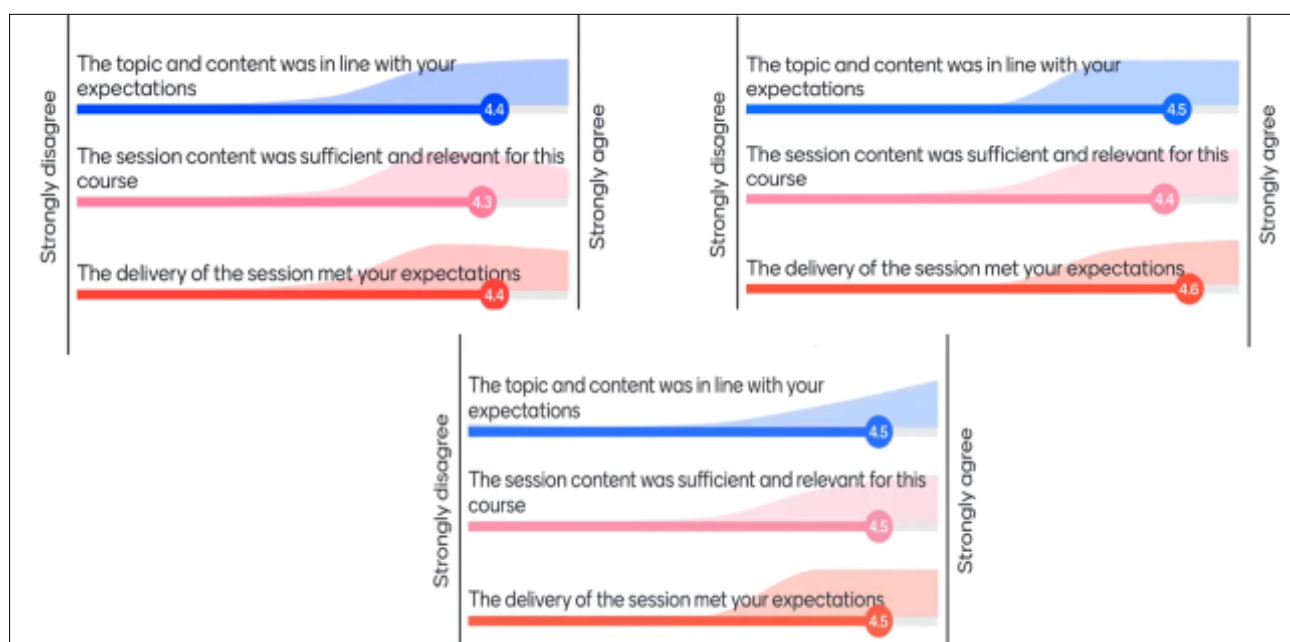 Strongly disagree
The topic and content was in line with your
expectations
4.4
The session content was sufficient and relevant for this
course
4.3
The delivery of the session met your expectations
4.4
Strongly agree
Strongly disagree
The topic and content was in line with your
expectations
4.5
The session content was sufficient and relevant for this
course
4.4
The delivery of the session met your expectations
4.6
Strongly agree
Strongly disagree
The topic and content was in line with your
expectations
4.5
The session content was sufficient and relevant for this
course
4.5
The delivery of the session met your expectations
4.5
Strongly agree